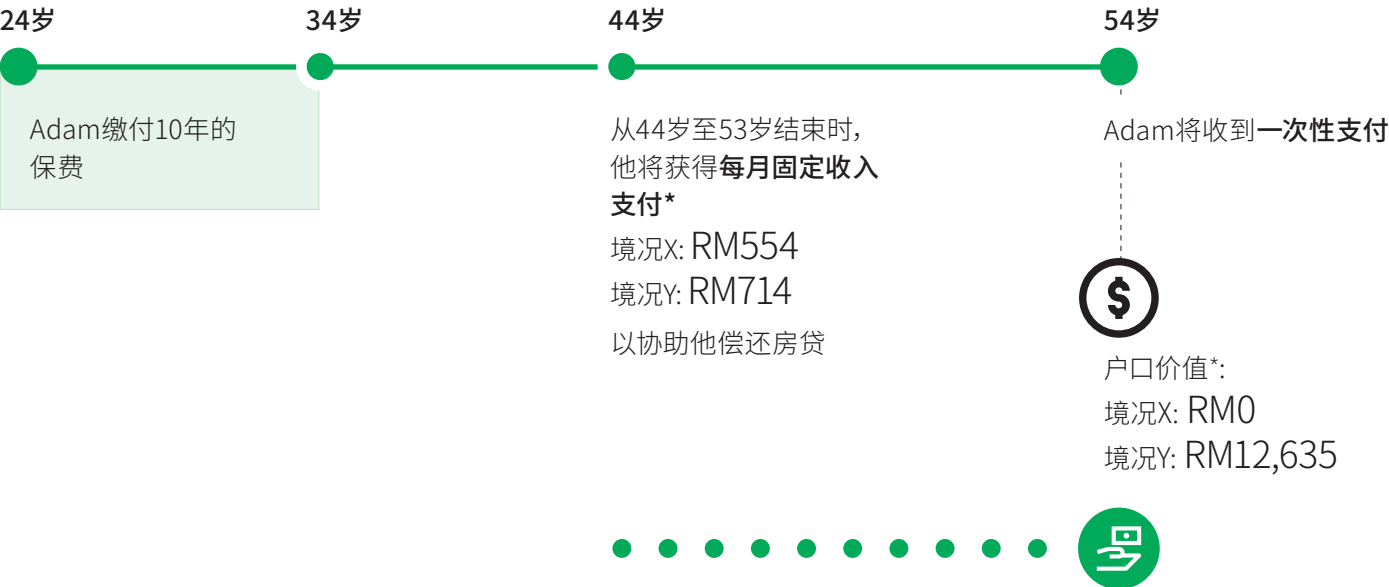 24岁
34岁
44岁
54岁
Adam缴付10年的
保费
从44岁至53岁结束时，
他将获得每月固定收入
支付*
境况X: RM554
境况Y: RM714
以协助他偿还房贷
Adam将收到一次性支付
$
户口价值*:
境况X: RM0
境况Y: RM12,635